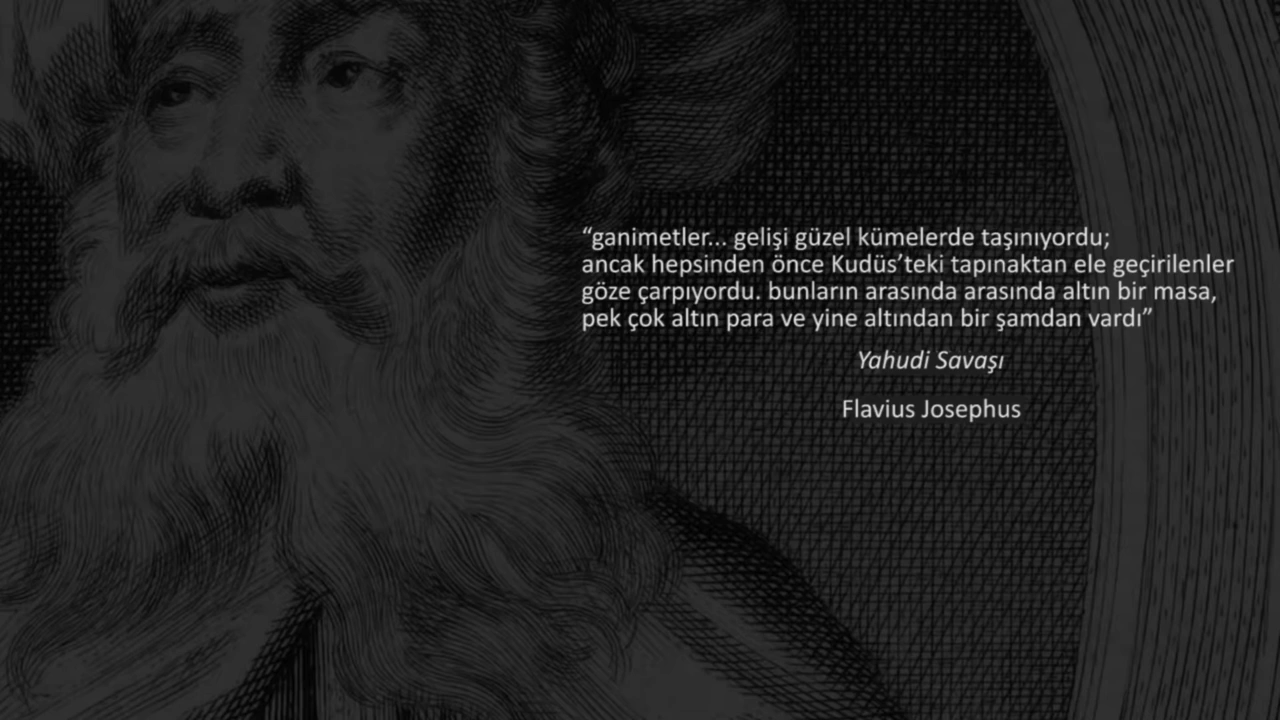 “ganimetler... gelişi güzel kümelerde taşınıyordu;
ancak hepsinden önce Kudüs’teki tapınaktan ele geçirilenler
göze çarpıyordu. bunların arasında arasında altın bir masa,
pek çok altın para ve yine altından bir şamdan vardı”
Yahudi Savaşı
Flavius Josephus